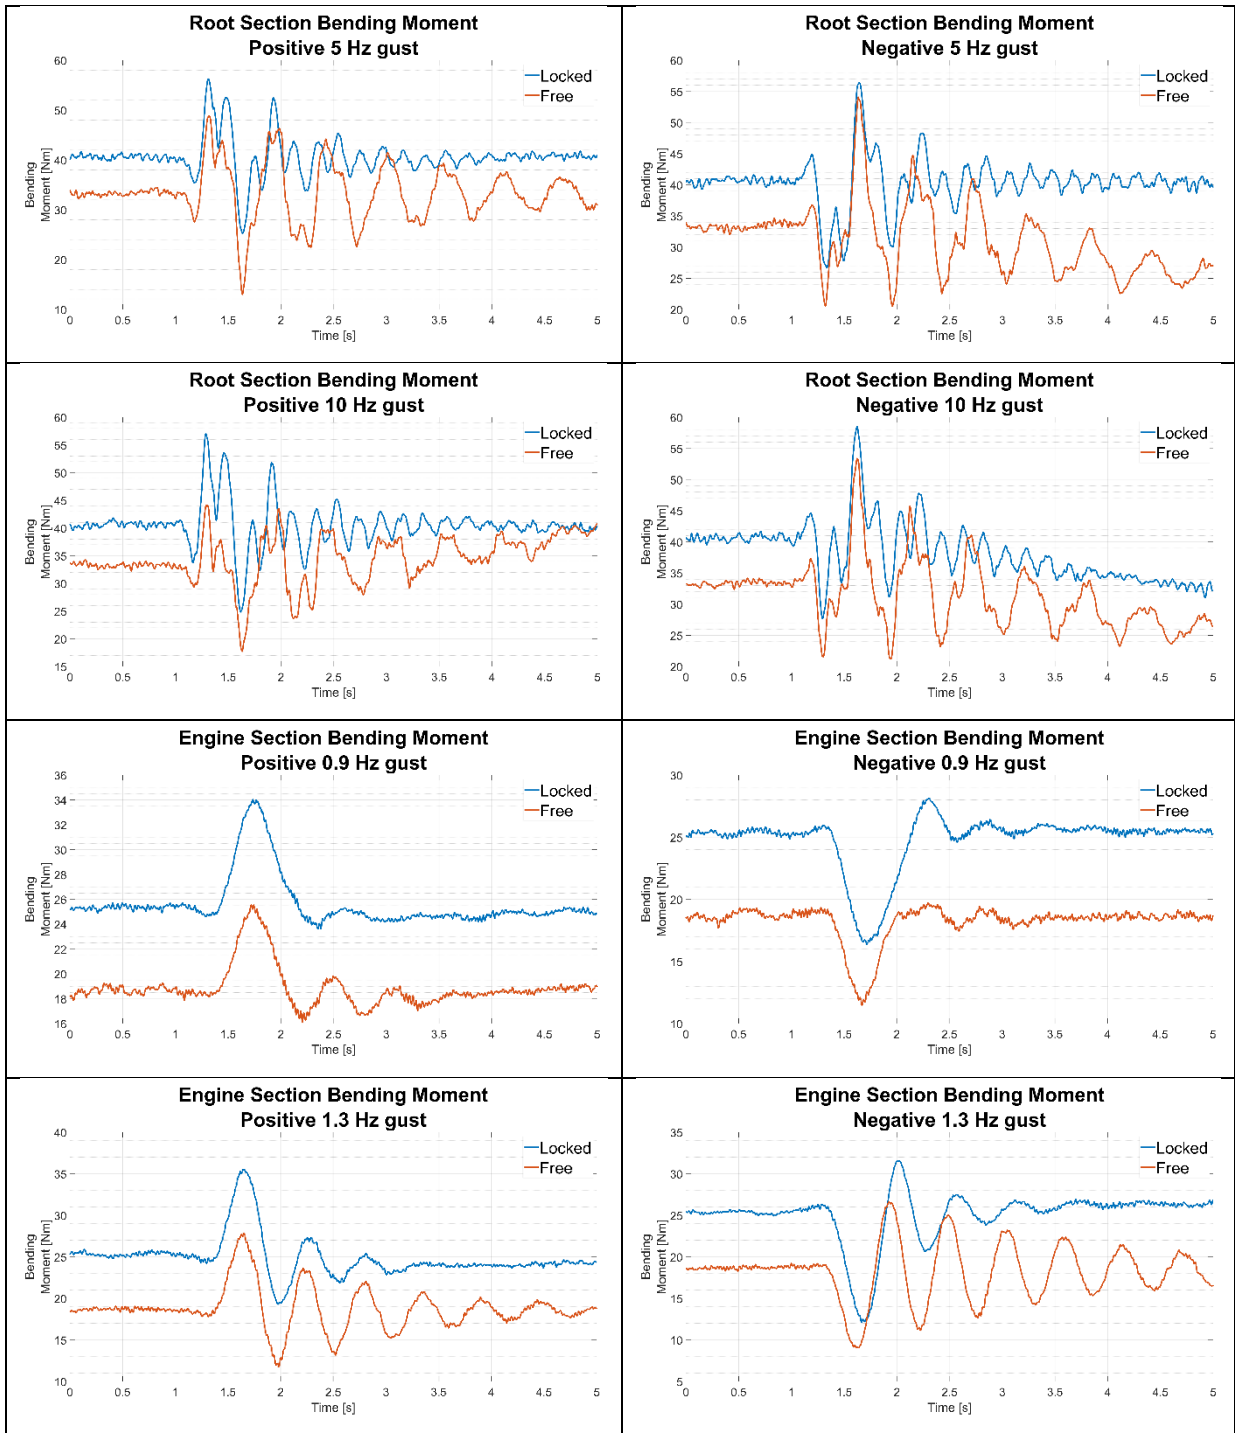 Root Section Bending Moment
Positive 5 Hz gust
Locked
Free
Bending
Moment [Nm]
60
50
40
30
20
10
0 0.5 1 1.5 2 2.5 3 3.5 4 4.5 5
Time [s]
Root Section Bending Moment
Negative 5 Hz gust
Locked
Free
Bending
Moment [Nm]
60
55
50
45
40
35
30
25
20
0 0.5 1 1.5 2 2.5 3 3.5 4 4.5 5
Time [s]
Root Section Bending Moment
Positive 10 Hz gust
Locked
Free
Bending
Moment [Nm]
60
55
50
45
40
35
30
25
20
15
0 0.5 1 1.5 2 2.5 3 3.5 4 4.5 5
Time [s]
Root Section Bending Moment
Negative 10 Hz gust
Locked
Free
Bending
Moment [Nm]
60
55
50
45
40
35
30
25
20
0 0.5 1 1.5 2 2.5 3 3.5 4 4.5 5
Time [s]
Engine Section Bending Moment
Positive 0.9 Hz gust
Locked
Free
Bending
Moment [Nm]
36
34
32
30
28
26
24
22
20
18
16
0 0.5 1 1.5 2 2.5 3 3.5 4 4.5 5
Time [s]
Engine Section Bending Moment
Negative 0.9 Hz gust
Locked
Free
Bending
Moment [Nm]
30
25
20
15
10
0 0.5 1 1.5 2 2.5 3 3.5 4 4.5 5
Time [s]
Engine Section Bending Moment
Positive 1.3 Hz gust
Locked
Free
Bending
Moment [Nm]
40
35
30
25
20
15
10
0 0.5 1 1.5 2 2.5 3 3.5 4 4.5 5
Time [s]
Engine Section Bending Moment
Negative 1.3 Hz gust
Locked
Free
Bending
Moment [Nm]
35
30
25
20
15
10
5
0 0.5 1 1.5 2 2.5 3 3.5 4 4.5 5
Time [s]